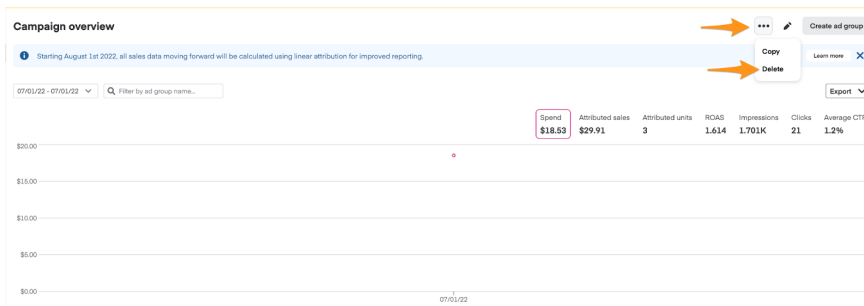 Campaign overview
Create ad group
Copy
Delete
Starting August 1st 2022, all sales data moving forward will be calculated using linear attribution for improved reporting.
Learn more
07/01/22 - 07/01/22
Filter by ad group name...
Export
Spend Attributed sales Attributed units ROAS Impressions Clicks Average CTR
$18.53 $29.91 3 1.614 1.701K 21 1.2%
$20.00
$15.00
$10.00
$5.00
$0.00
07/01/22